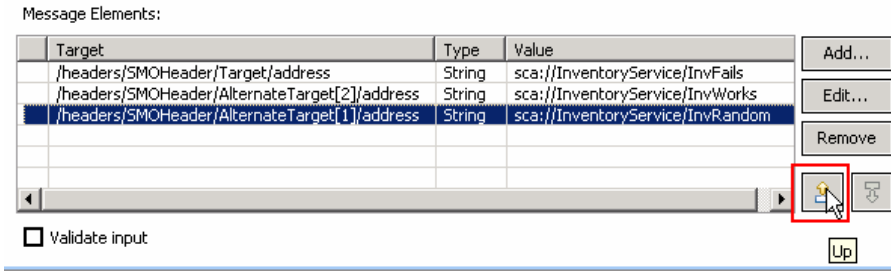 Message Elements:
Target Type Value
/headers/SMOHeader/Target/address String sca://InventoryService/InvFails
/headers/SMOHeader/AlternateTarget[2]/address String sca://InventoryService/InvWorks
/headers/SMOHeader/AlternateTarget[1]/address String sca://InventoryService/InvRandom
Add...
Edit...
Remove
Validate input
Up